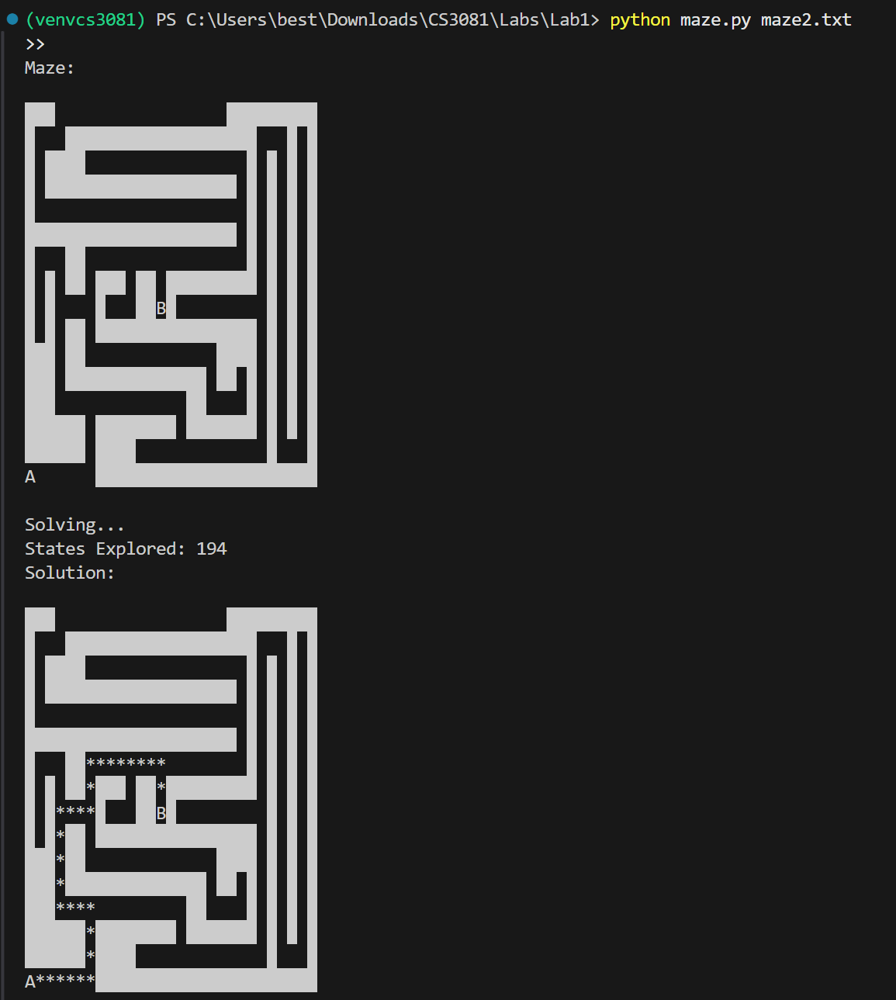 (venvcs3081) PS C:\Users\best\Downloads\CS3081\Labs\Lab1> python maze.py maze2.txt
>>
Maze:
B
A
Solving...
States Explored: 194
Solution:
********
* *
**** B
*
*
*
****
*
*
A******